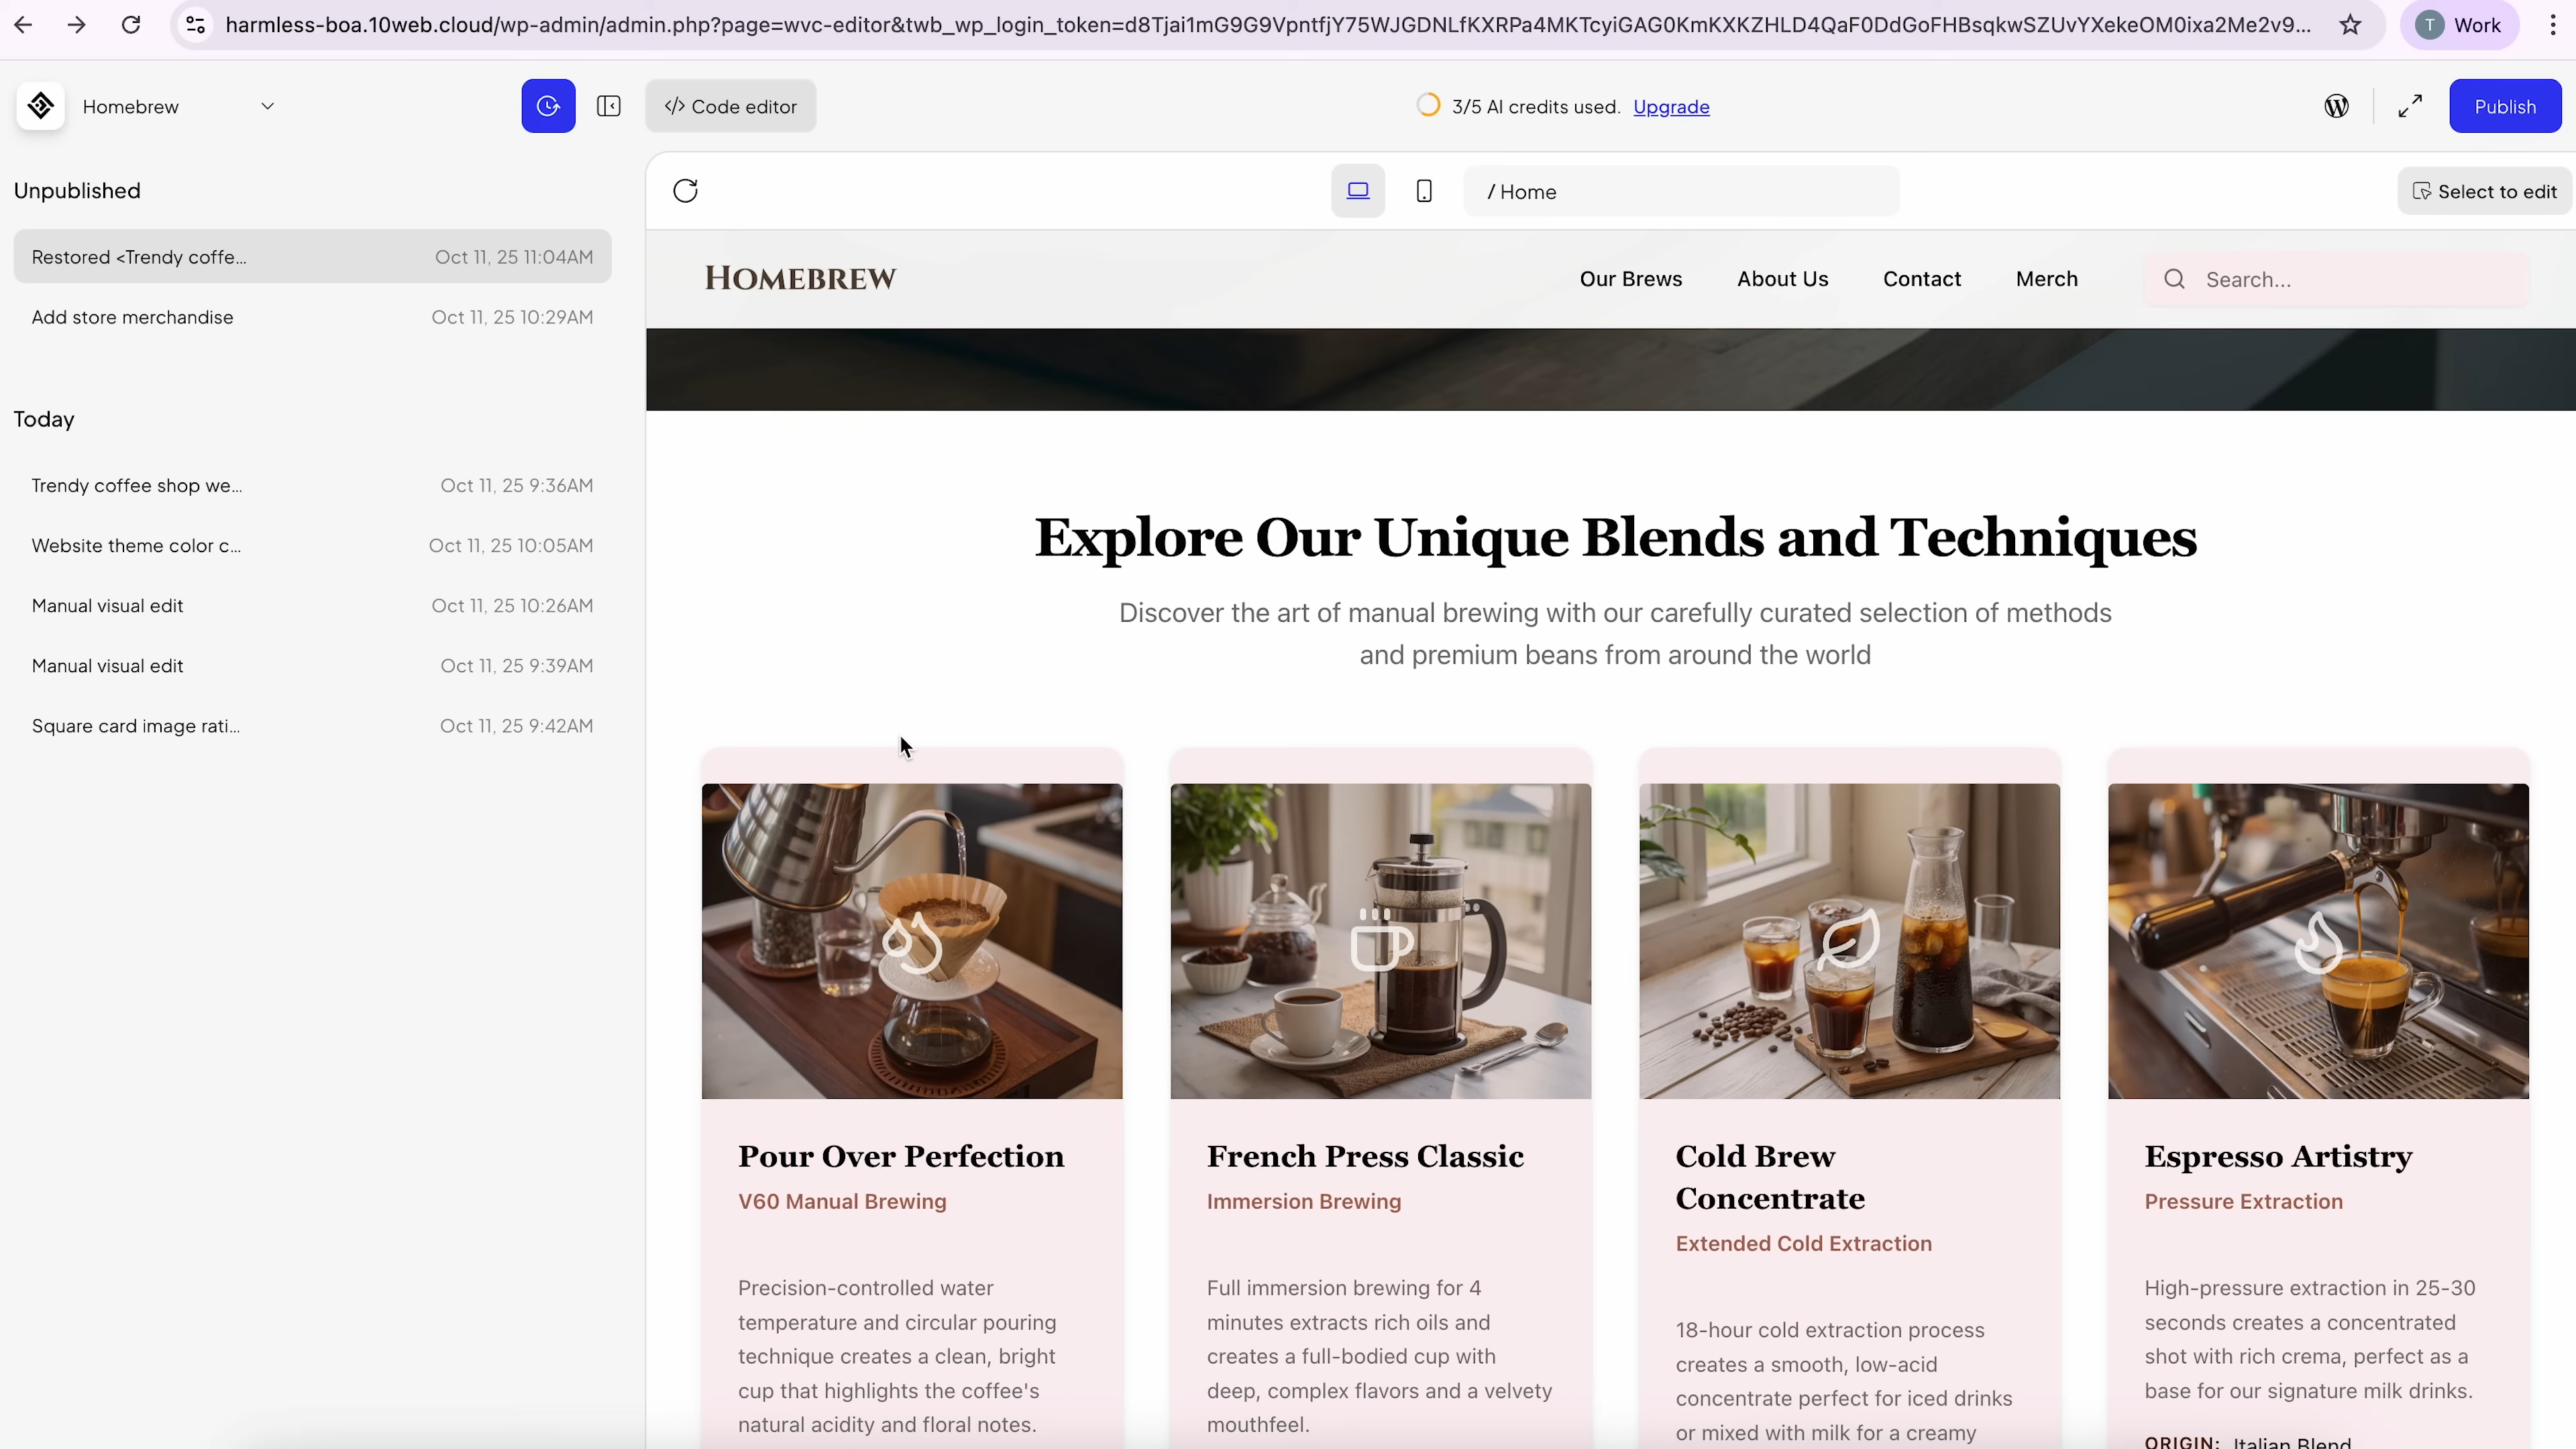 harmless-boa.10web.cloud/wp-admin/admin.php?page=wvc-editor&twb_wp_login_token=d8Tjai1mG9G9VpntfjY75WJGDNLfKXRPa4MKTcyiGAG0KmKXKZHLD4QaF0DdGoFHBsqkwSZUvYXekeOM0ixa2Me2v9...
T
Work
Homebrew
</> Code editor
3/5 AI credits used. Upgrade
Publish
Unpublished
Restored <Trendy coffe... Oct 11, 25 11:04AM
Add store merchandise Oct 11, 25 10:29AM
Today
Trendy coffee shop we... Oct 11, 25 9:36AM
Website theme color c... Oct 11, 25 10:05AM
Manual visual edit Oct 11, 25 10:26AM
Manual visual edit Oct 11, 25 9:39AM
Square card image rati... Oct 11, 25 9:42AM
/ Home
Select to edit
HOMEBREW
Our Brews About Us Contact Merch Search...
Explore Our Unique Blends and Techniques
Discover the art of manual brewing with our carefully curated selection of methods
and premium beans from around the world
Pour Over Perfection
V60 Manual Brewing
Precision-controlled water
temperature and circular pouring
technique creates a clean, bright
cup that highlights the coffee's
natural acidity and floral notes.
French Press Classic
Immersion Brewing
Full immersion brewing for 4
minutes extracts rich oils and
creates a full-bodied cup with
deep, complex flavors and a velvety
mouthfeel.
Cold Brew
Concentrate
Extended Cold Extraction
18-hour cold extraction process
creates a smooth, low-acid
concentrate perfect for iced drinks
or mixed with milk for a creamy
Espresso Artistry
Pressure Extraction
High-pressure extraction in 25-30
seconds creates a concentrated
shot with rich crema, perfect as a
base for our signature milk drinks.
ORIGIN: Italian Blend